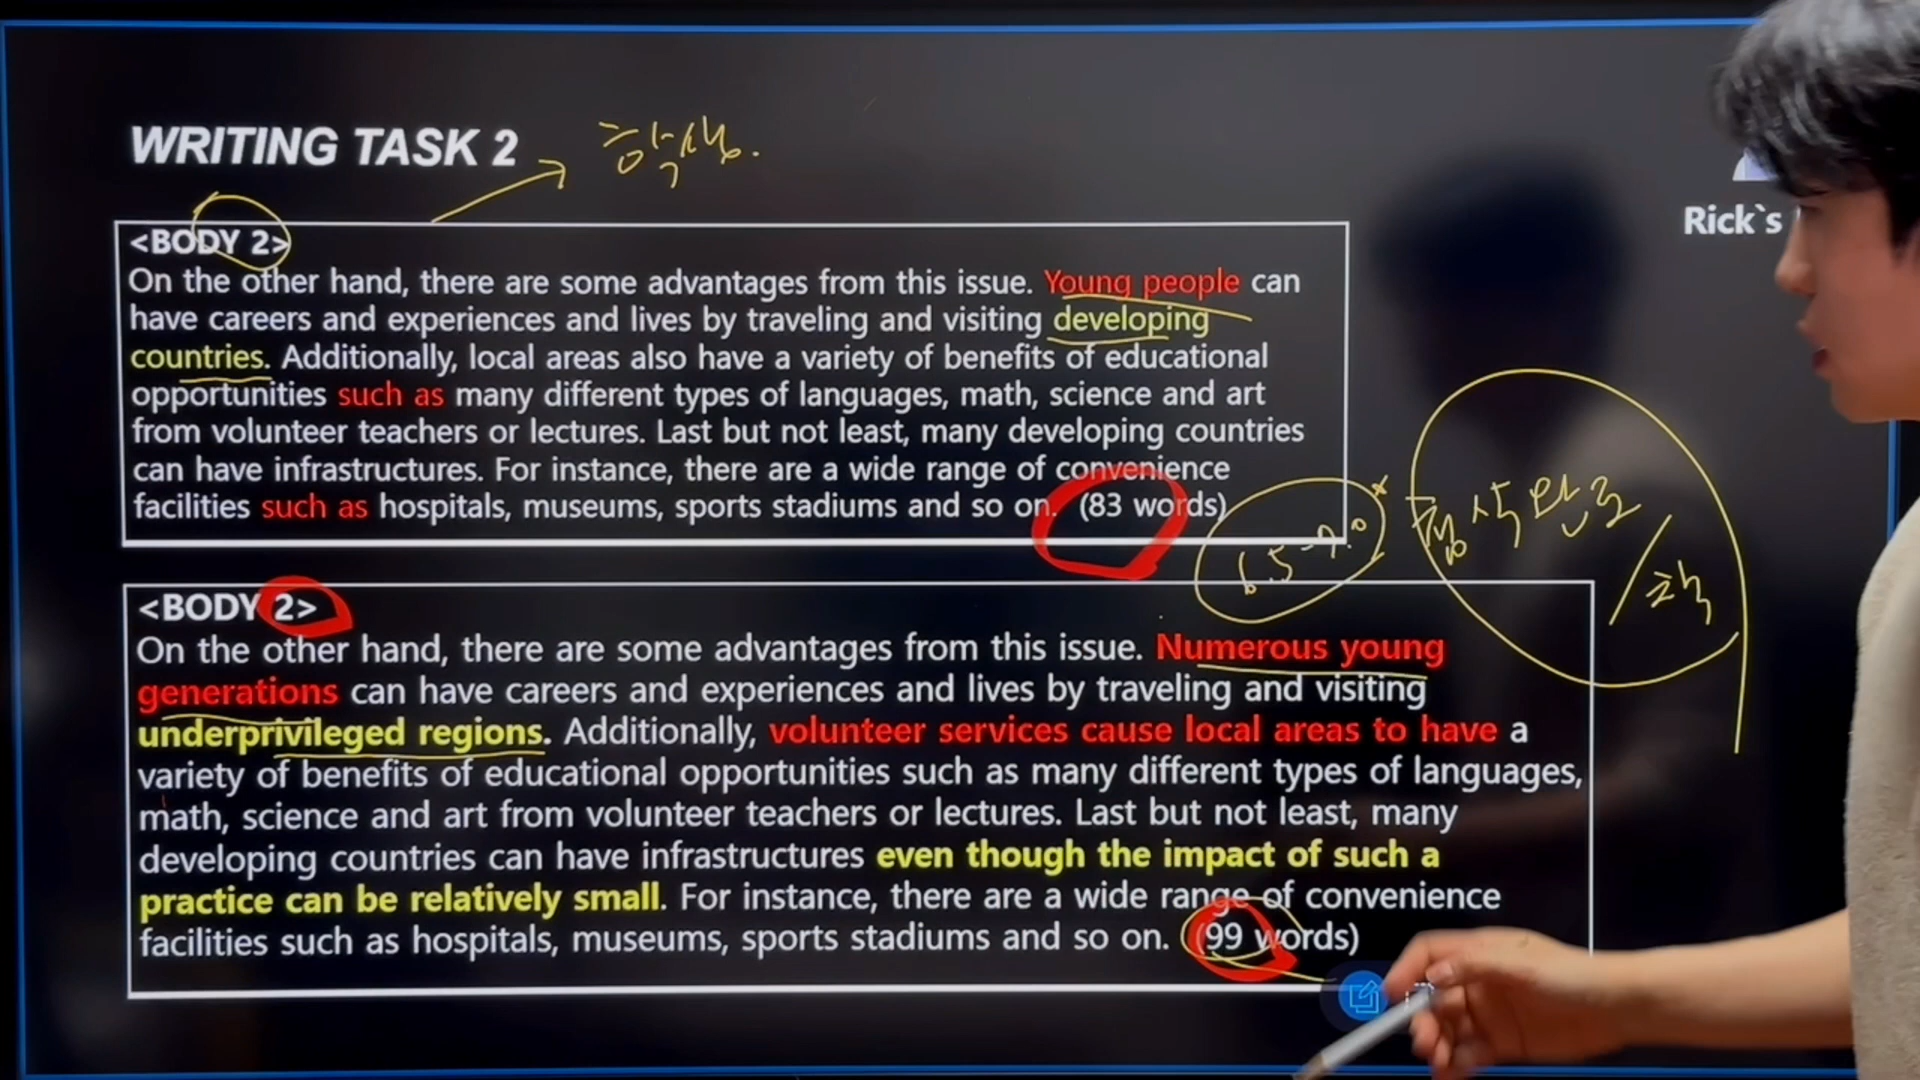 WRITING TASK 2
학생.
Rick`s
<BODY 2>
On the other hand, there are some advantages from this issue. Young people can
have careers and experiences and lives by traveling and visiting developing
countries. Additionally, local areas also have a variety of benefits of educational
opportunities such as many different types of languages, math, science and art
from volunteer teachers or lectures. Last but not least, many developing countries
can have infrastructures. For instance, there are a wide range of convenience
facilities such as hospitals, museums, sports stadiums and so on. (83 words)
6.5-7.0
<BODY 2>
On the other hand, there are some advantages from this issue. Numerous young
generations can have careers and experiences and lives by traveling and visiting
underprivileged regions. Additionally, volunteer services cause local areas to have a
variety of benefits of educational opportunities such as many different types of languages,
math, science and art from volunteer teachers or lectures. Last but not least, many
developing countries can have infrastructures even though the impact of such a
practice can be relatively small. For instance, there are a wide range of convenience
facilities such as hospitals, museums, sports stadiums and so on. (99 words)